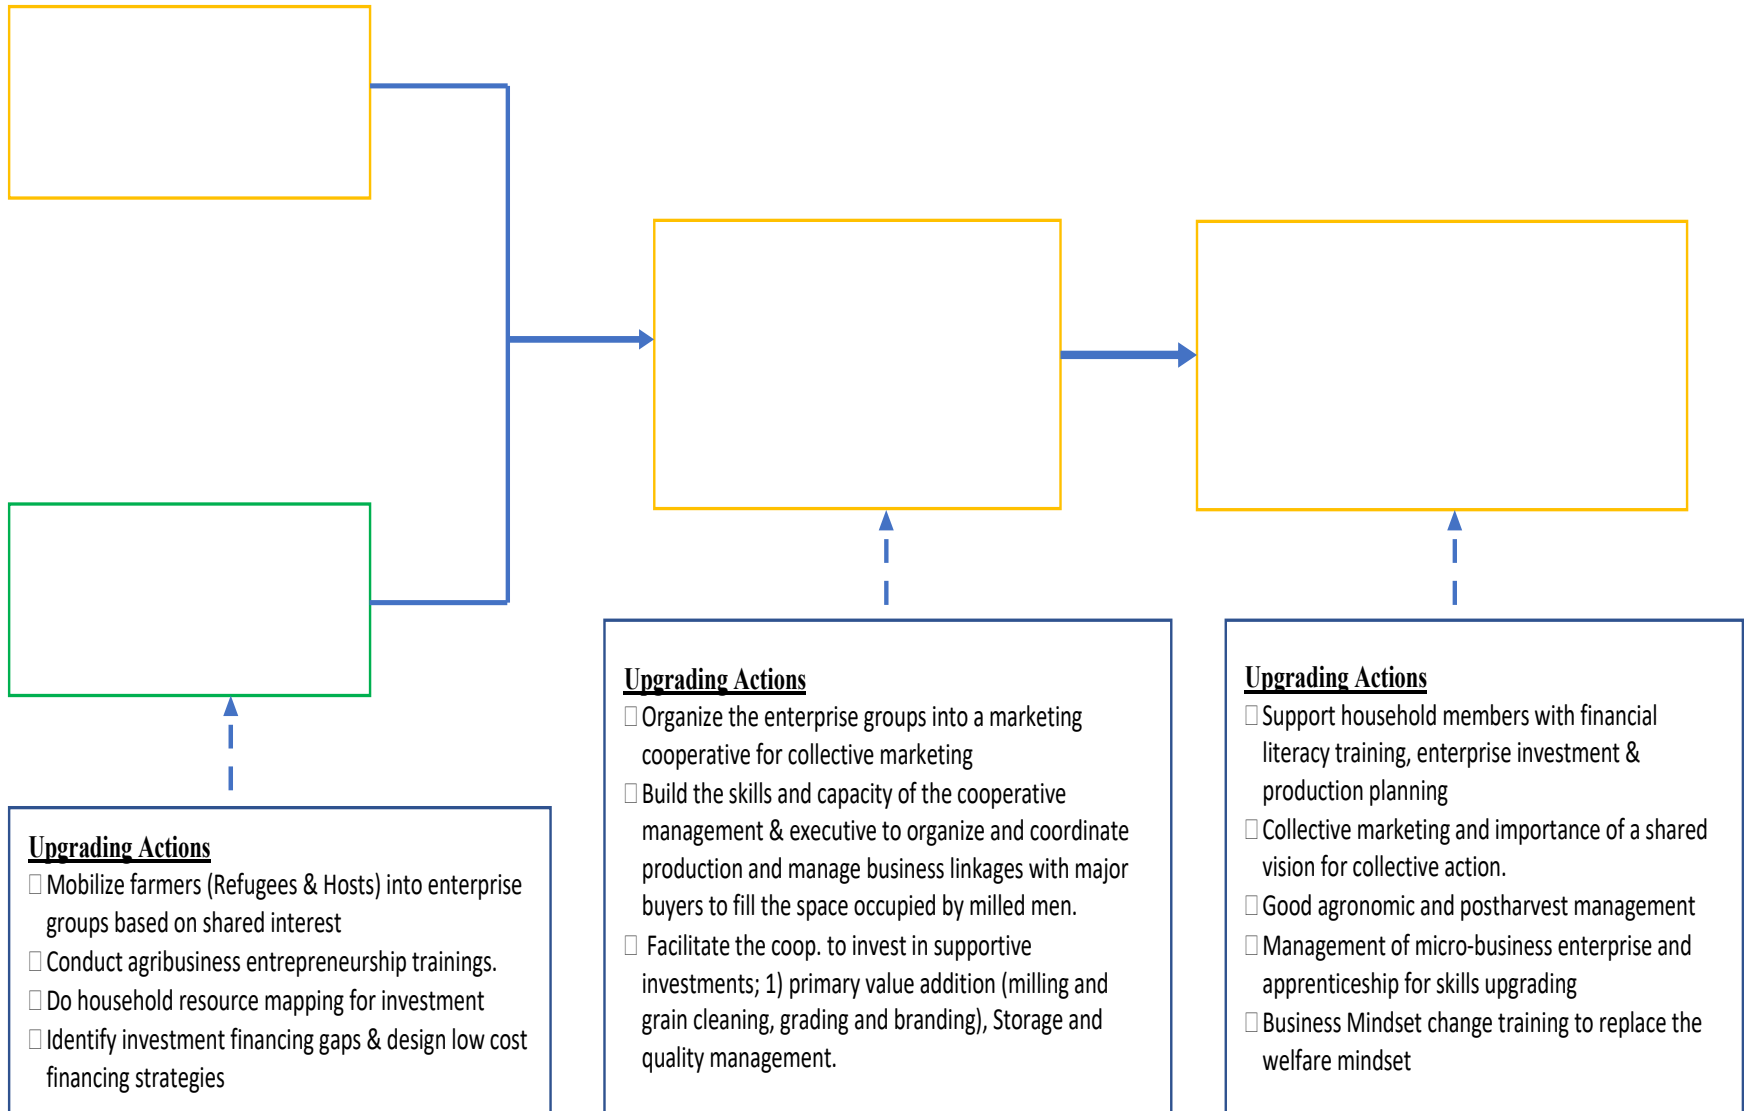 Upgrading Actions
Mobilize farmers (Refugees & Hosts) into enterprise
groups based on shared interest
Conduct agribusiness entrepreneurship trainings.
Do household resource mapping for investment
Identify investment financing gaps & design low cost
financing strategies
Upgrading Actions
Organize the enterprise groups into a marketing
cooperative for collective marketing
Build the skills and capacity of the cooperative
management & executive to organize and coordinate
production and manage business linkages with major
buyers to fill the space occupied by milled men.
Facilitate the coop. to invest in supportive
investments; 1) primary value addition (milling and
grain cleaning, grading and branding), Storage and
quality management.
Upgrading Actions
Support household members with financial
literacy training, enterprise investment &
production planning
Collective marketing and importance of a shared
vision for collective action.
Good agronomic and postharvest management
Management of micro-business enterprise and
apprenticeship for skills upgrading
Business Mindset change training to replace the
welfare mindset